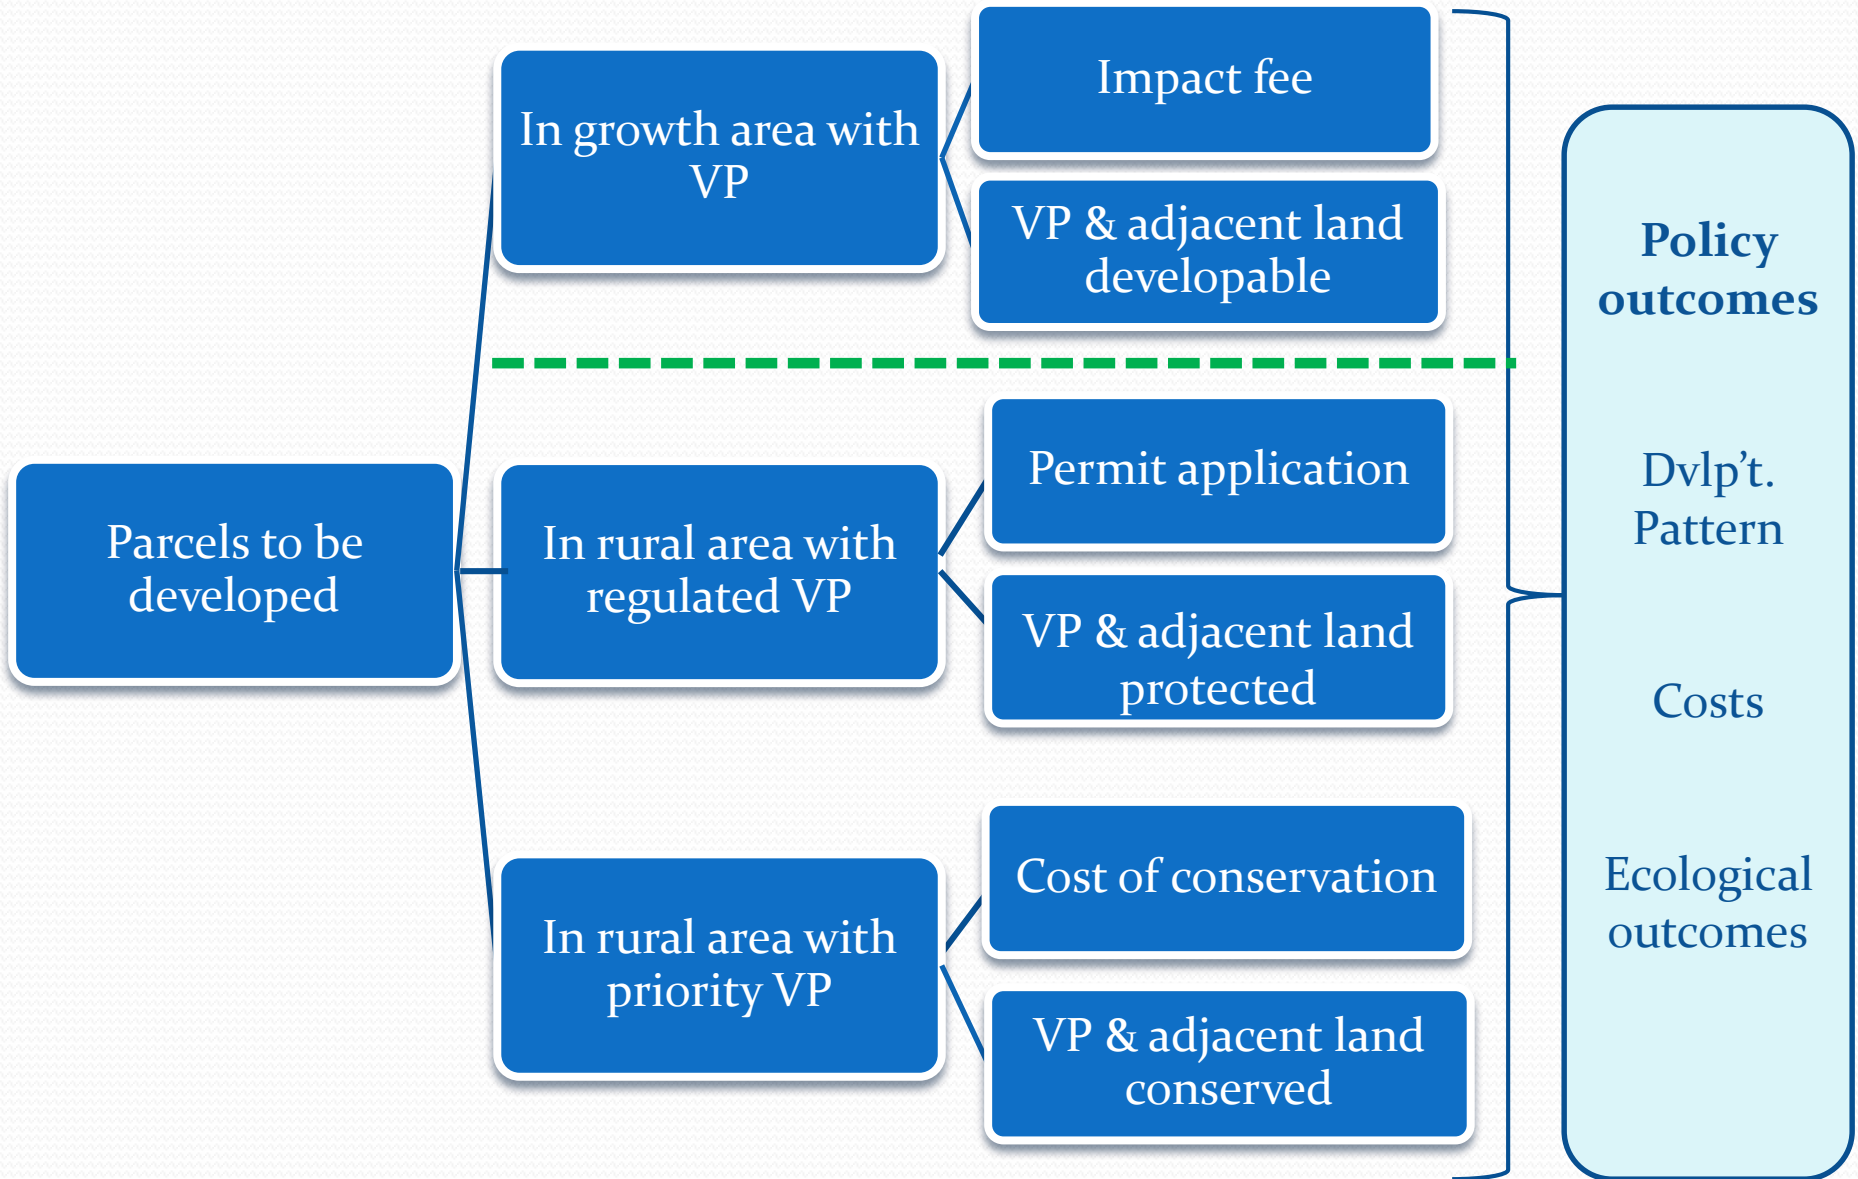 Parcels to be
developed
In growth area with
VP
Impact fee
VP & adjacent land
developable
In rural area with
regulated VP
Permit application
VP & adjacent land
protected
In rural area with
priority VP
Cost of conservation
VP & adjacent land
conserved
Policy
outcomes
Dvlp’t.
Pattern
Costs
Ecological
outcomes